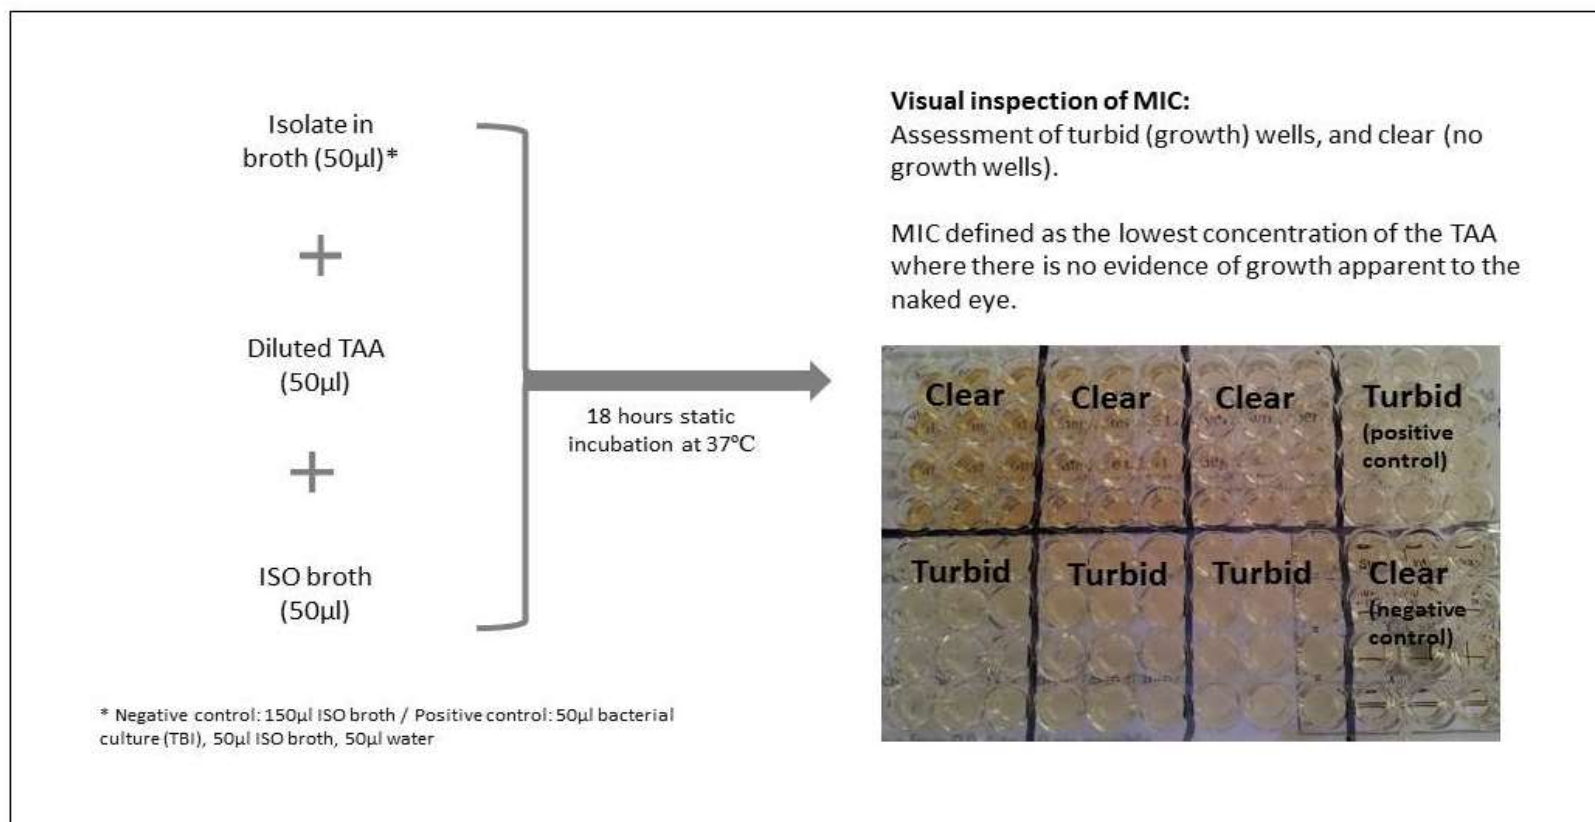 Isolate in
broth (50µl)*
+
Diluted TAA
(50µl)
+
ISO broth
(50µl)
18 hours static
incubation at 37℃
* Negative control: 150µl ISO broth / Positive control: 50µl bacterial
culture (TBI), 50µl ISO broth, 50µl water
Visual inspection of MIC:
Assessment of turbid (growth) wells, and clear (no
growth wells).
MIC defined as the lowest concentration of the TAA
where there is no evidence of growth apparent to the
naked eye.
Clear
Clear
Clear
Turbid
(positive
control)
Turbid
Turbid
Turbid
Clear
(negative
control)